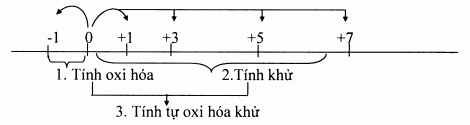 -1 0 +1 +3 +5 +7
1. Tính oxi hóa 2.Tính khử
3. Tính tự oxi hóa khử